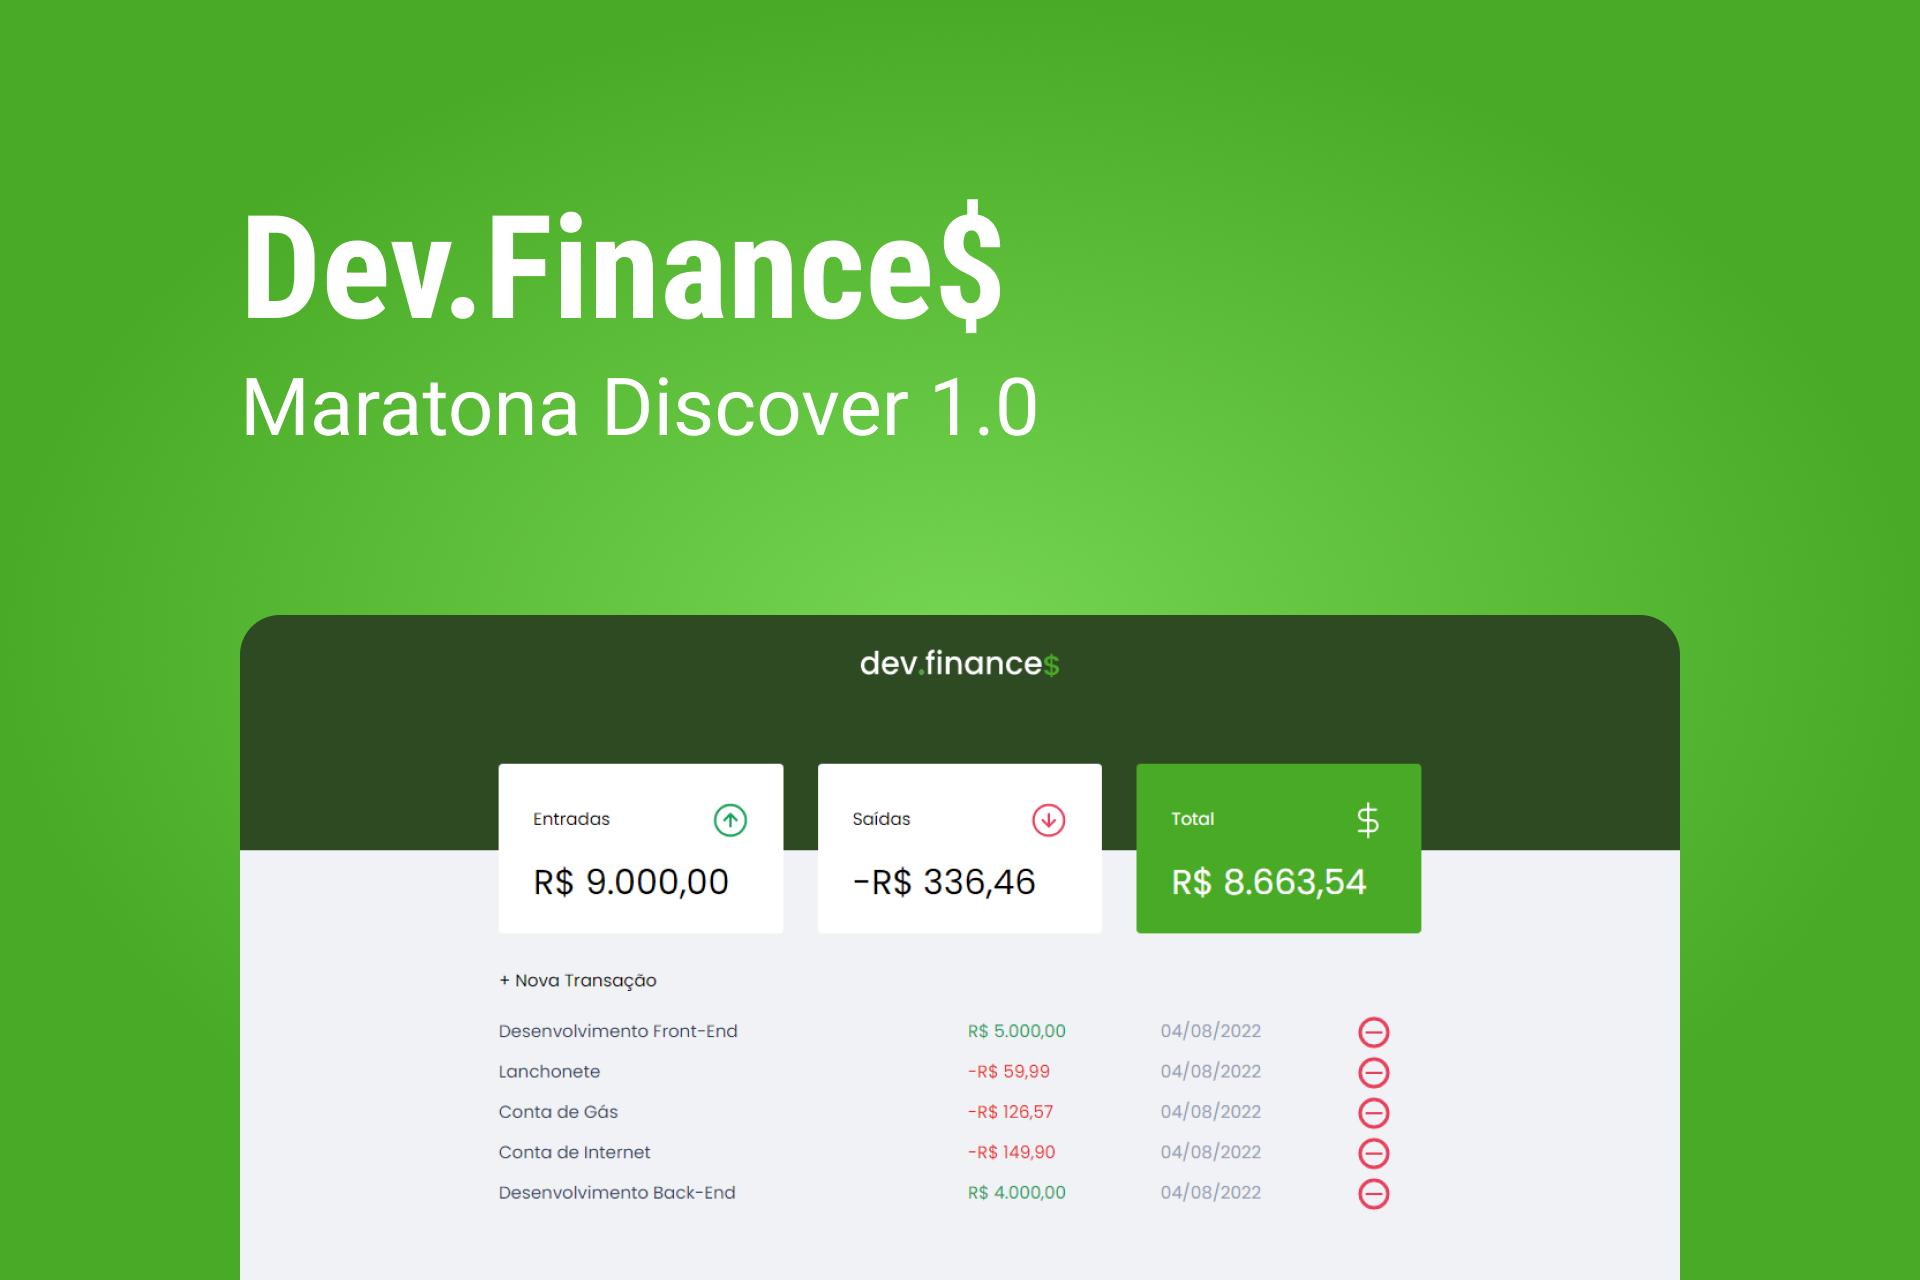 Dev.Finance$
Maratona Discover 1.0
dev.finance$
Entradas
R$ 9.000,00
Saídas
-R$ 336,46
Total
$
R$ 8.663,54
+ Nova Transação
Desenvolvimento Front-End R$ 5.000,00 04/08/2022
Lanchonete -R$ 59,99 04/08/2022
Conta de Gás -R$ 126,57 04/08/2022
Conta de Internet -R$ 149,90 04/08/2022
Desenvolvimento Back-End R$ 4.000,00 04/08/2022